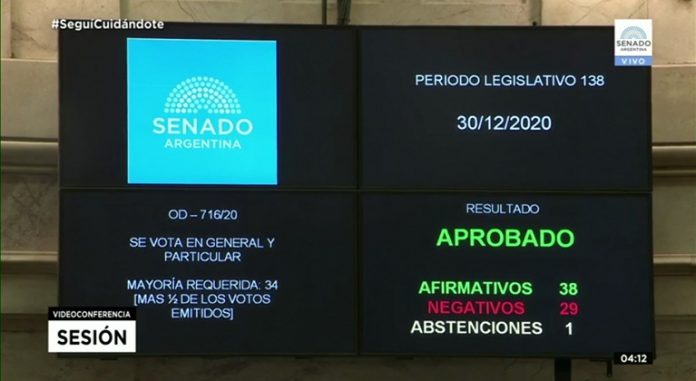 #SeguíCuidándote
SENADO
ARGENTINA
VIVO
SENADO
ARGENTINA
PERIODO LEGISLATIVO 138
30/12/2020
OD – 716/20
SE VOTA EN GENERAL Y
PARTICULAR
MAYORÍA REQUERIDA: 34
[MAS ½ DE LOS VOTOS
EMITIDOS]
RESULTADO
APROBADO
AFIRMATIVOS 38
NEGATIVOS 29
ABSTENCIONES 1
VIDEOCONFERENCIA
SESIÓN
04:12